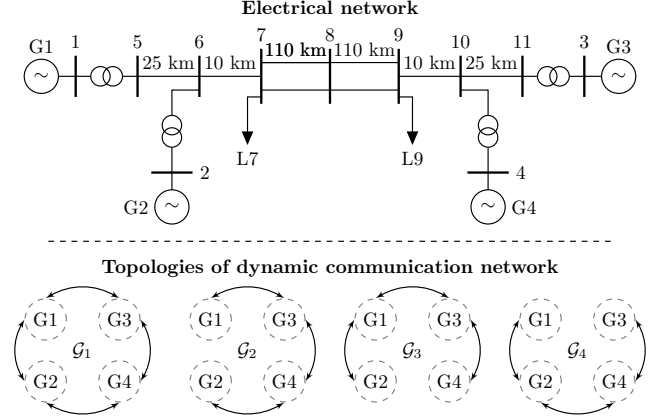 Electrical network
G1 1 5 6 7 8 9 10 11 3 G3
25 km 10 km 110 km 110 km 10 km 25 km
∼ ∼
L7 L9
2 4
G2 ∼ ∼ G4
Topologies of dynamic communication network
G1 G3 G1 G3 G1 G3 G1 G3
𝒢1 𝒢2 𝒢3 𝒢4
G2 G4 G2 G4 G2 G4 G2 G4